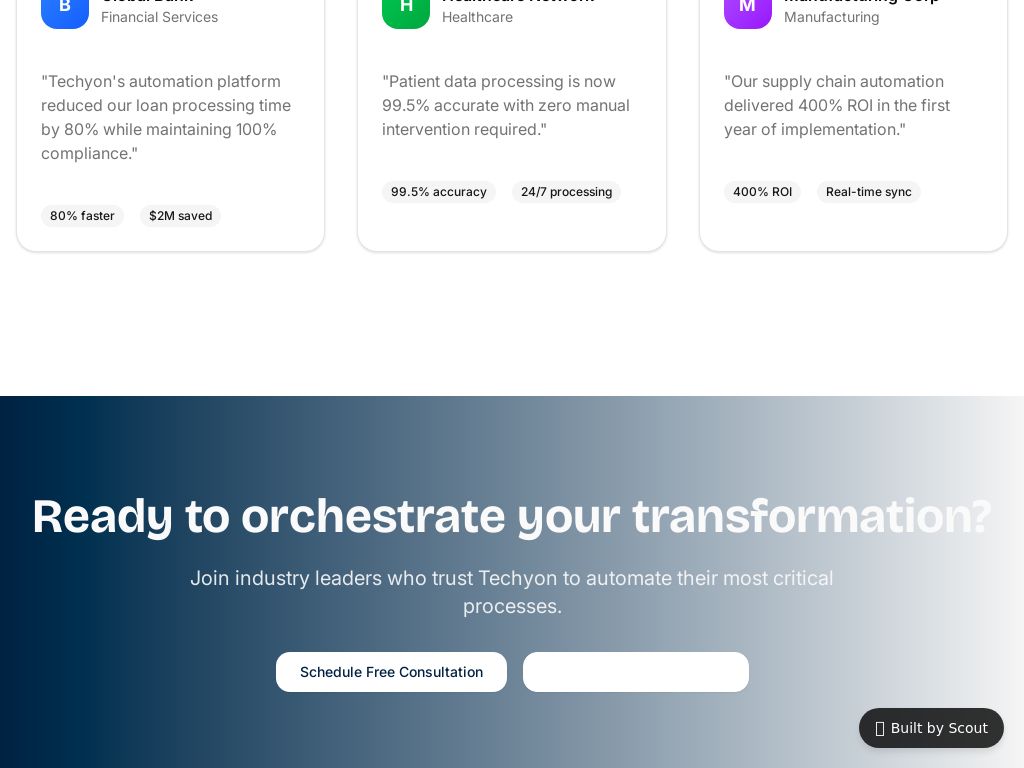 B
Financial Services
H
Healthcare
M
Manufacturing
"Techyon's automation platform
reduced our loan processing time
by 80% while maintaining 100%
compliance."
80% faster
$2M saved
"Patient data processing is now
99.5% accurate with zero manual
intervention required."
99.5% accuracy
24/7 processing
"Our supply chain automation
delivered 400% ROI in the first
year of implementation."
400% ROI
Real-time sync
Ready to orchestrate your transformation?
Join industry leaders who trust Techyon to automate their most critical
processes.
Schedule Free Consultation
Built by Scout